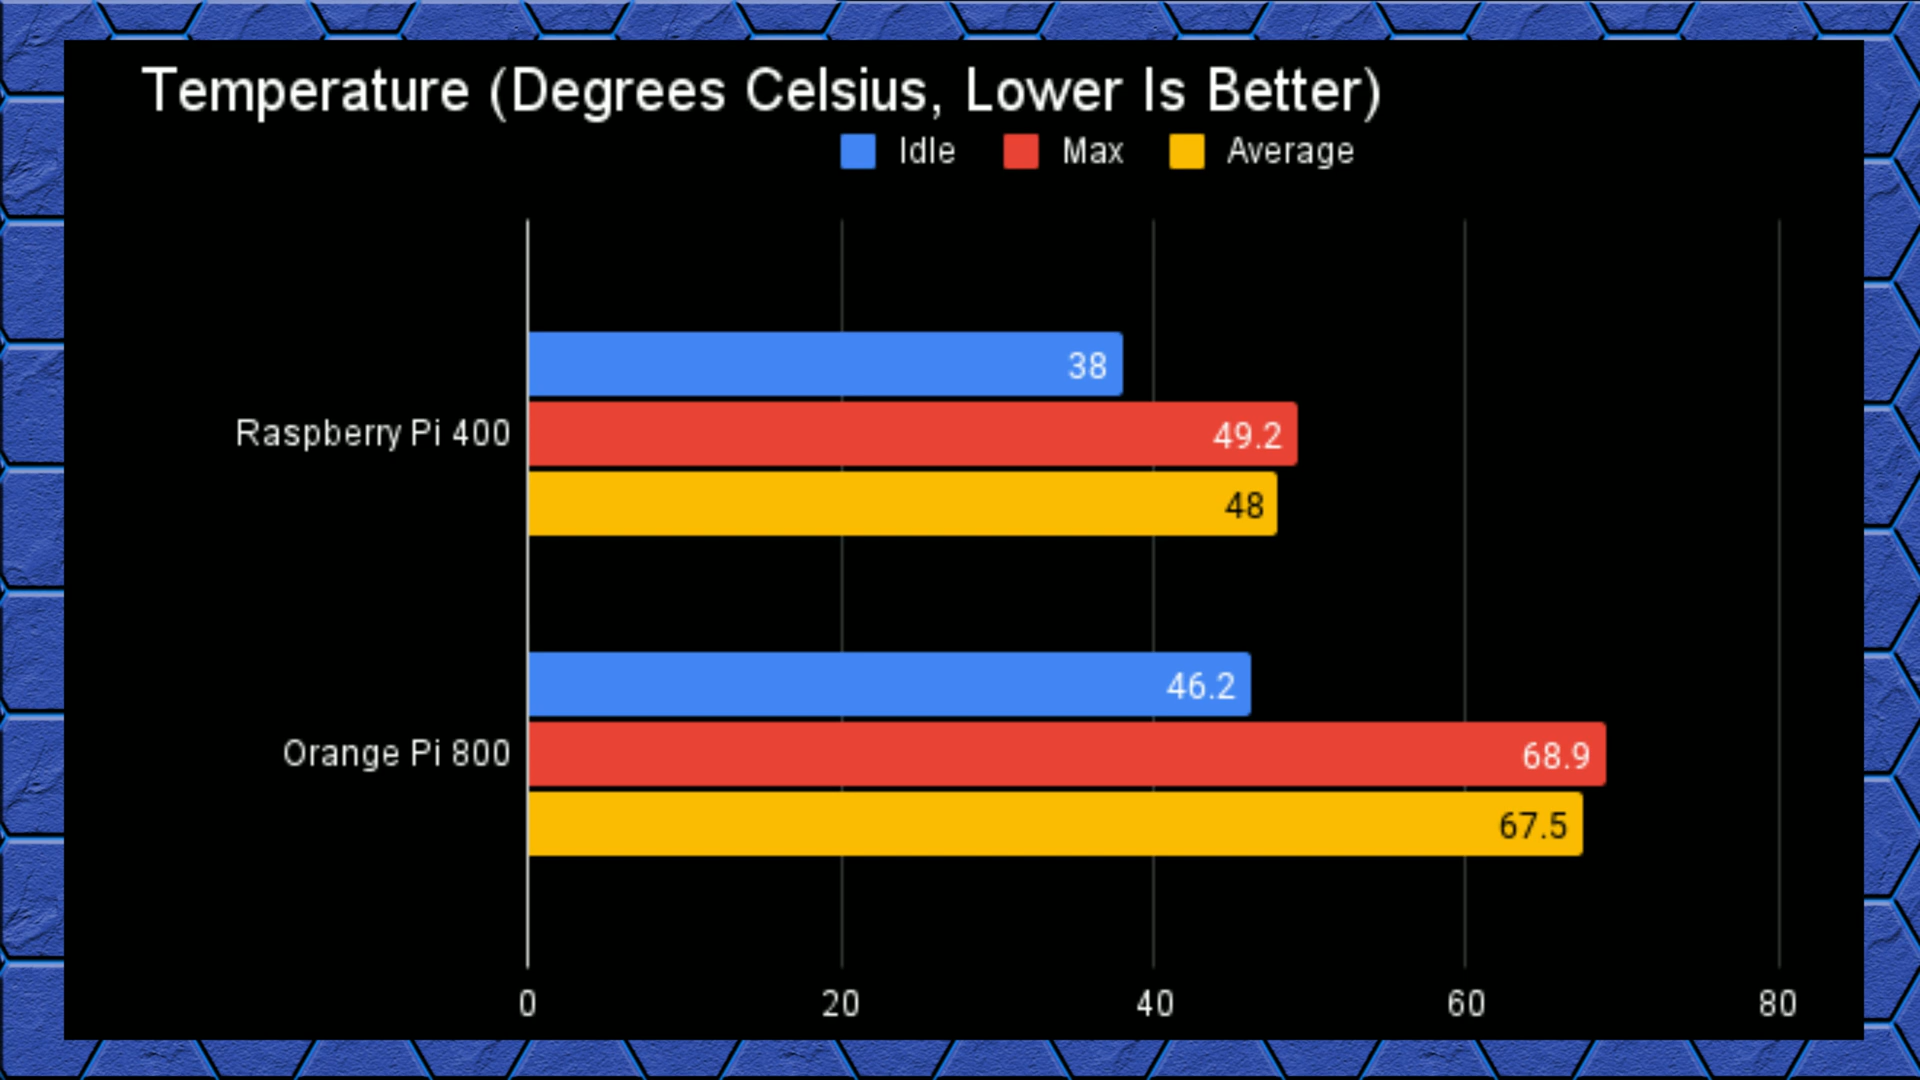 Temperature (Degrees Celsius, Lower Is Better)
Idle Max Average
38
Raspberry Pi 400 49.2
48
46.2
Orange Pi 800 68.9
67.5
0 20 40 60 80